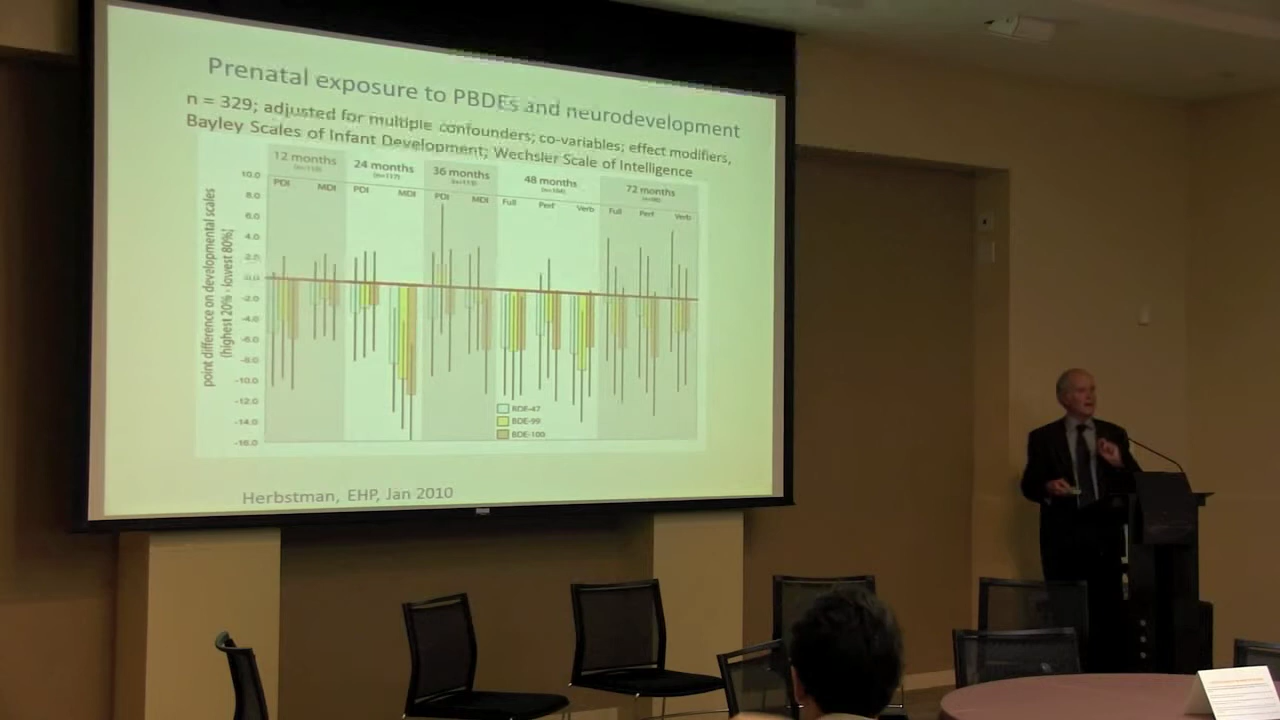 Prenatal exposure to PBDEs and neurodevelopment
n = 329; adjusted for multiple confounders; co-variables; effect modifiers,
Bayley Scales of Infant Development; Wechsler Scale of Intelligence
12 months 24 months 36 months 48 months 72 months
PDI MDI PDI MDI PDI MDI Full Perf Verb Full Perf Verb
point difference on developmental scales
(highest 20% - lowest 80%)
10.0
8.0
6.0
4.0
2.0
0.0
-2.0
-4.0
-6.0
-8.0
-10.0
-12.0
-14.0
-16.0
BDE-47
BDE-99
BDE-100
Herbstman, EHP, Jan 2010